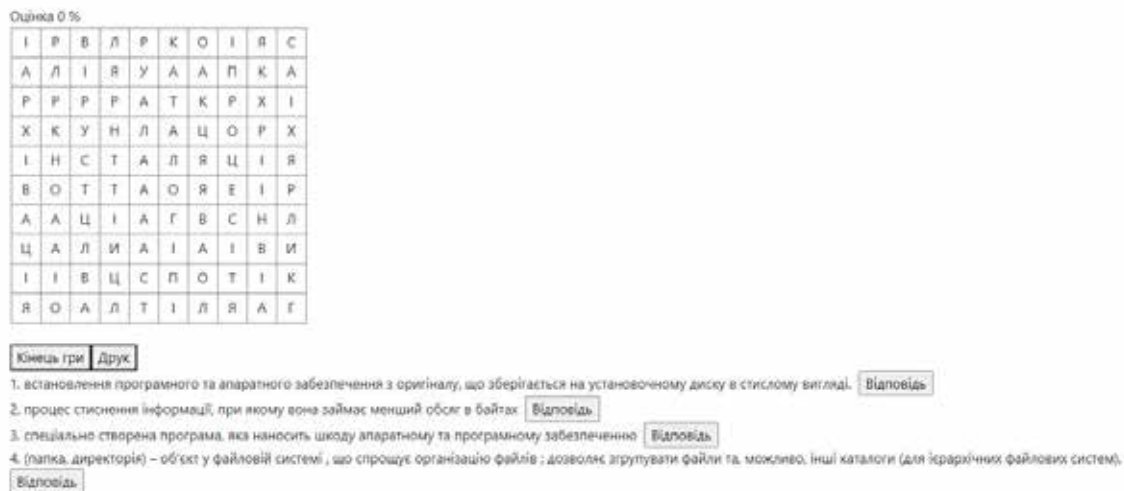 Оцінка 0 %
І Р В Л Р К О І Я С
А Л І Я У А А П К А
Р Р Р Р А Т К Р Х І
Х К У Н Л А Ц О Р Х
І Н С Т А Л Я Ц І Я
В О Т Т А О Я Е І Р
А А Ц І А Г В С Н Л
Ц А Л И А І А І В И
І І В Ц С П О Т І К
Я О А Л Т І Л Я А Г
Кінець гри Друк
1. встановлення програмного та апаратного забезпечення з оригіналу, що зберігається на установочному диску в стислому вигляді. Відповідь
2. процес стиснення інформації, при якому вона займає менший обсяг в байтах Відповідь
3. спеціально створена програма, яка наносить шкоду апаратному та програмному забезпеченню Відповідь
4. (папка, директорія) – об'єкт у файловій системі , що спрощує організацію файлів ; дозволяє згрупувати файли та, можливо, інші каталоги (для ієрархічних файлових систем).
Відповідь